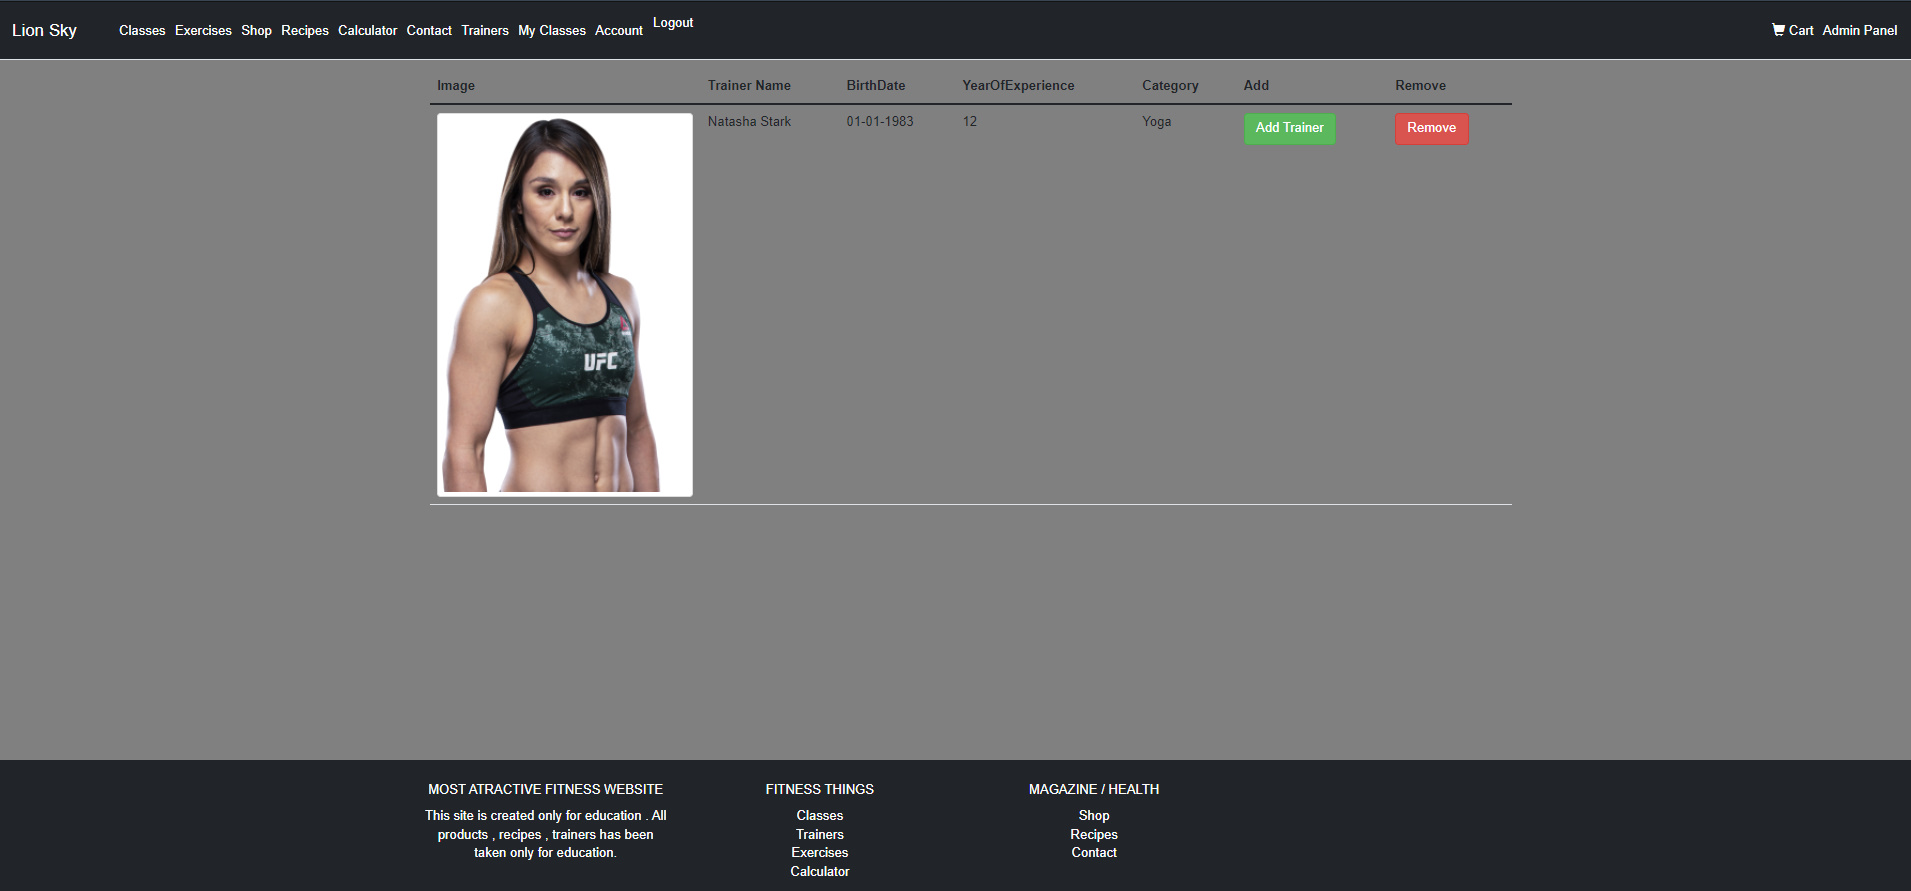 Lion Sky
Classes Exercises Shop Recipes Calculator Contact Trainers My Classes Account Logout
Cart Admin Panel
Image Trainer Name BirthDate YearOfExperience Category Add Remove
Natasha Stark 01-01-1983 12 Yoga Add Trainer Remove
UFC
MOST ATRACTIVE FITNESS WEBSITE
This site is created only for education . All
products , recipes , trainers has been
taken only for education.
FITNESS THINGS
Classes
Trainers
Exercises
Calculator
MAGAZINE / HEALTH
Shop
Recipes
Contact